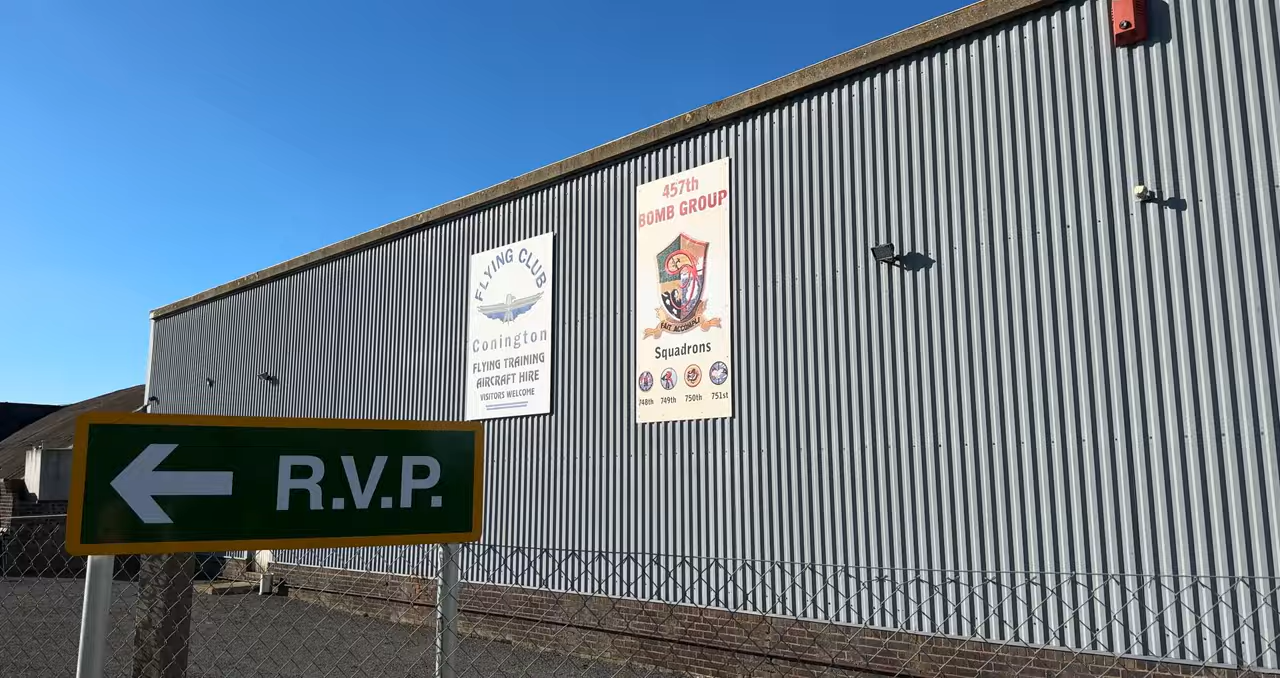 457th
BOMB GROUP
FAIT ACCOMPLI
Squadrons
748th 749th 750th 751st
FLYING CLUB
Conington
FLYING TRAINING
AIRCRAFT HIRE
VISITORS WELCOME
R.V.P.